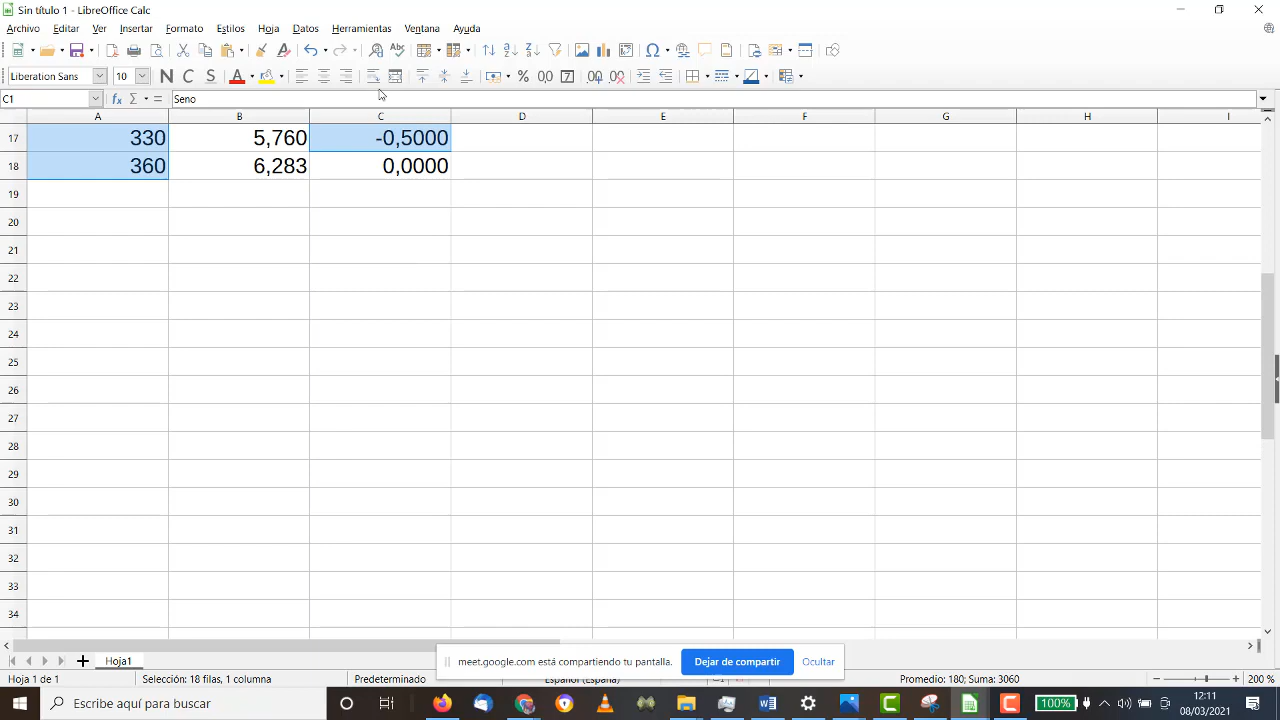 Sin título 1 - LibreOffice Calc
Archivo Editar Ver Insertar Formato Estilos Hoja Datos Herramientas Ventana Ayuda
Liberation Sans 10 N C S
C1 Seno
A B C D E F G H I
17 330 5,760 -0,5000
18 360 6,283 0,0000
19
20
21
22
23
24
25
26
27
28
29
30
31
32
33
34
Hoja1
meet.google.com está compartiendo tu pantalla. Dejar de compartir Ocultar
Hoja 1 de 1 Selección: 18 filas, 1 columna Predeterminado Español (España) Promedio: 180; Suma: 3060 200 %
Escribe aquí para buscar 100% 12:11
08/03/2021